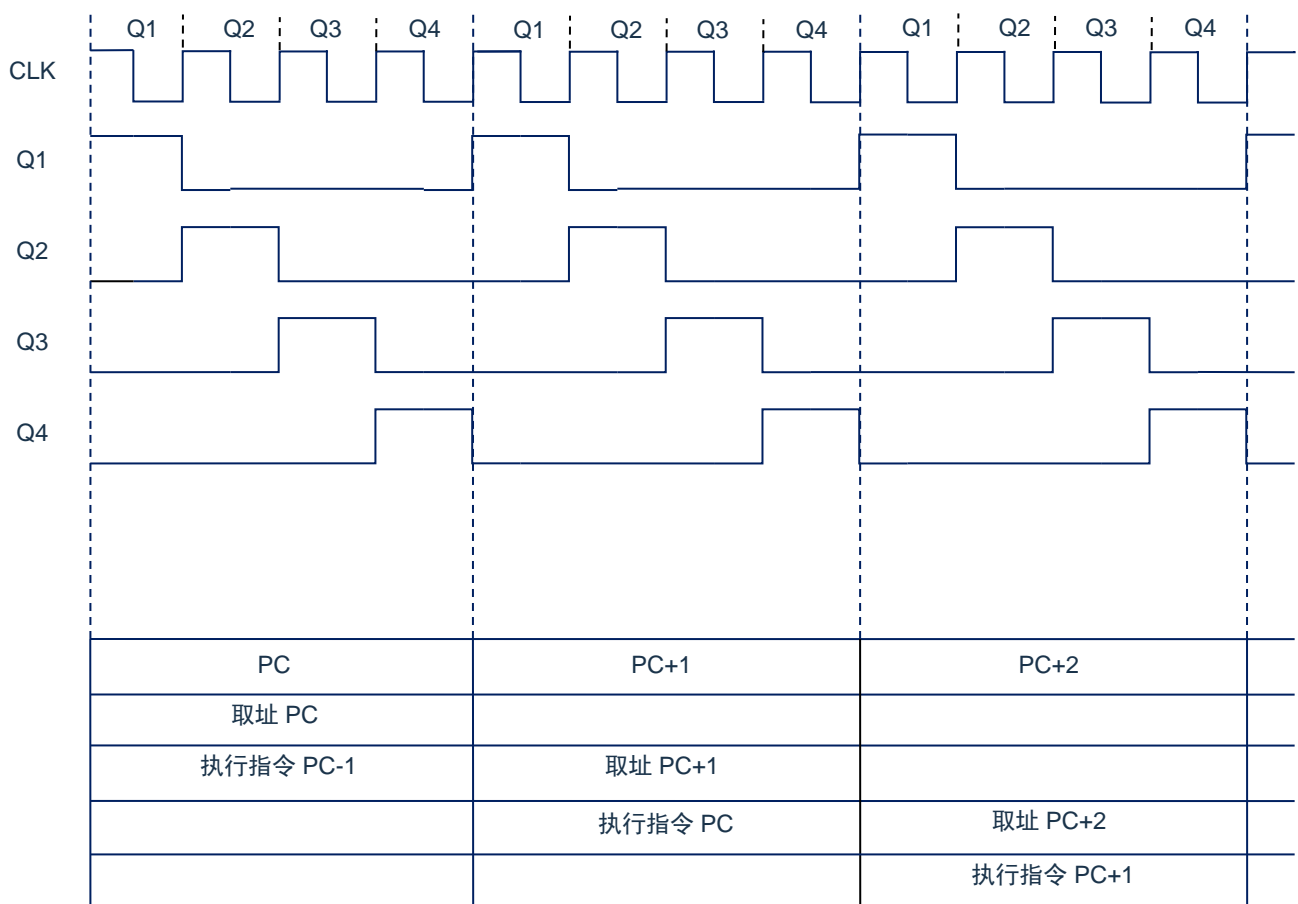 Q1 Q2 Q3 Q4 Q1 Q2 Q3 Q4 Q1 Q2 Q3 Q4
CLK
Q1
Q2
Q3
Q4
PC PC+1 PC+2
取址 PC
执行指令 PC-1 取址 PC+1
执行指令 PC 取址 PC+2
执行指令 PC+1